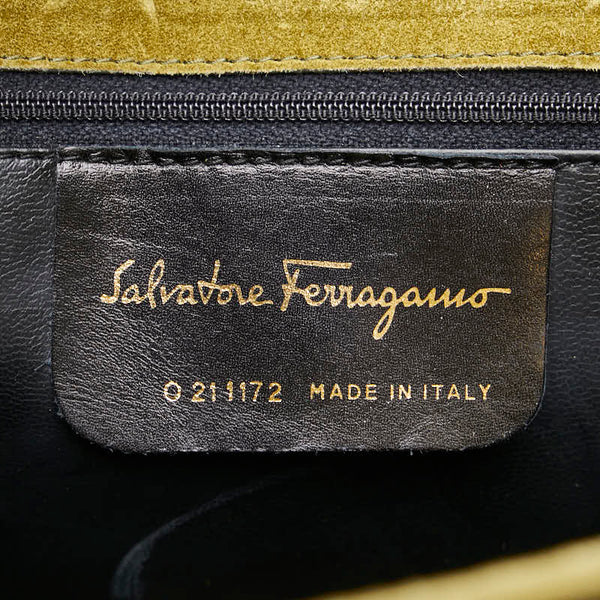 Salvatore Ferragamo
O 211172 MADE IN ITALY